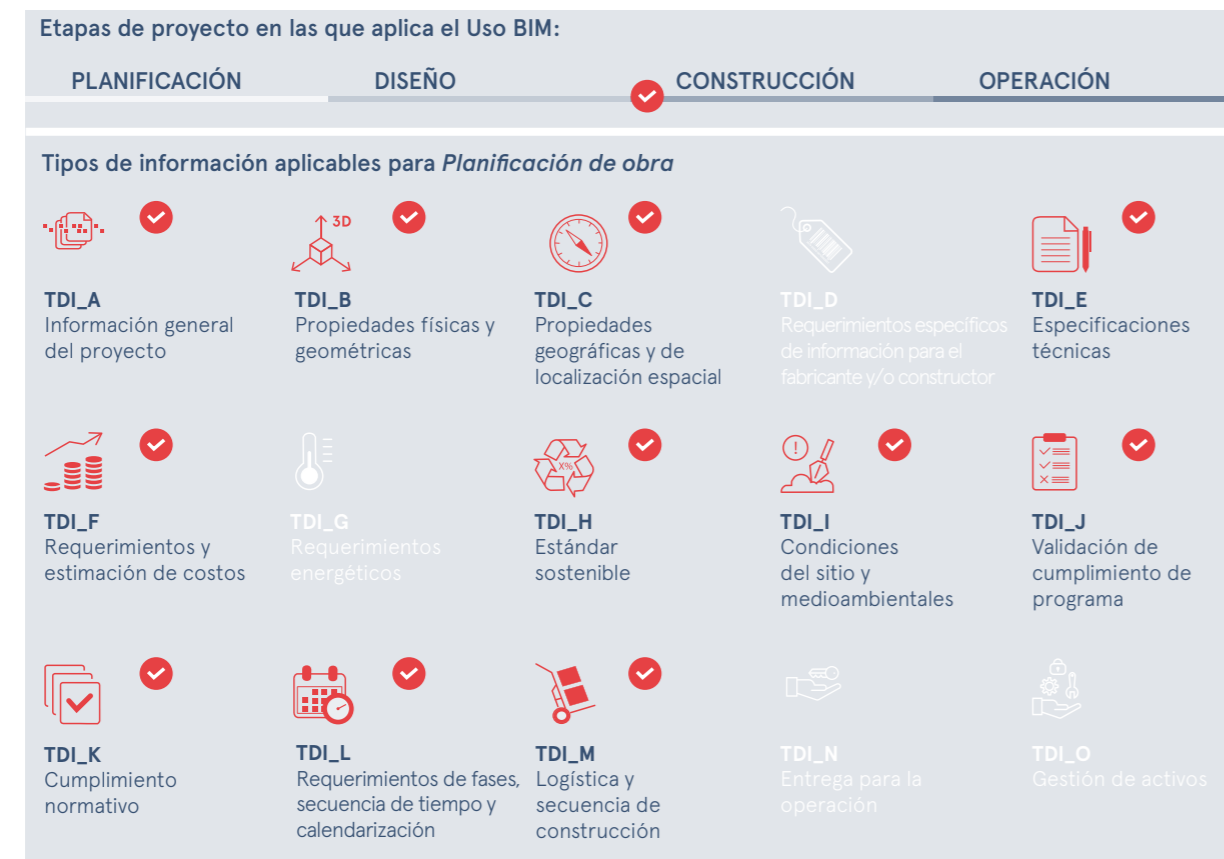 Etapas de proyecto en las que aplica el Uso BIM:
PLANIFICACIÓN DISEÑO CONSTRUCCIÓN OPERACIÓN
Tipos de información aplicables para Planificación de obra
3D
TDI_A
Información general
del proyecto
TDI_B
Propiedades físicas y
geométricas
TDI_C
Propiedades
geográficas y de
localización espacial
TDI_D
Requerimientos específicos
de información para el
fabricante y/o constructor
TDI_E
Especificaciones
técnicas
TDI_F
Requerimientos y
estimación de costos
TDI_G
Requerimientos
energéticos
X%
TDI_H
Estándar
sostenible
TDI_I
Condiciones
del sitio y
medioambientales
TDI_J
Validación de
cumplimiento de
programa
TDI_K
Cumplimiento
normativo
TDI_L
Requerimientos de fases,
secuencia de tiempo y
calendarización
TDI_M
Logística y
secuencia de
construcción
TDI_N
Entrega para la
operación
TDI_O
Gestión de activos